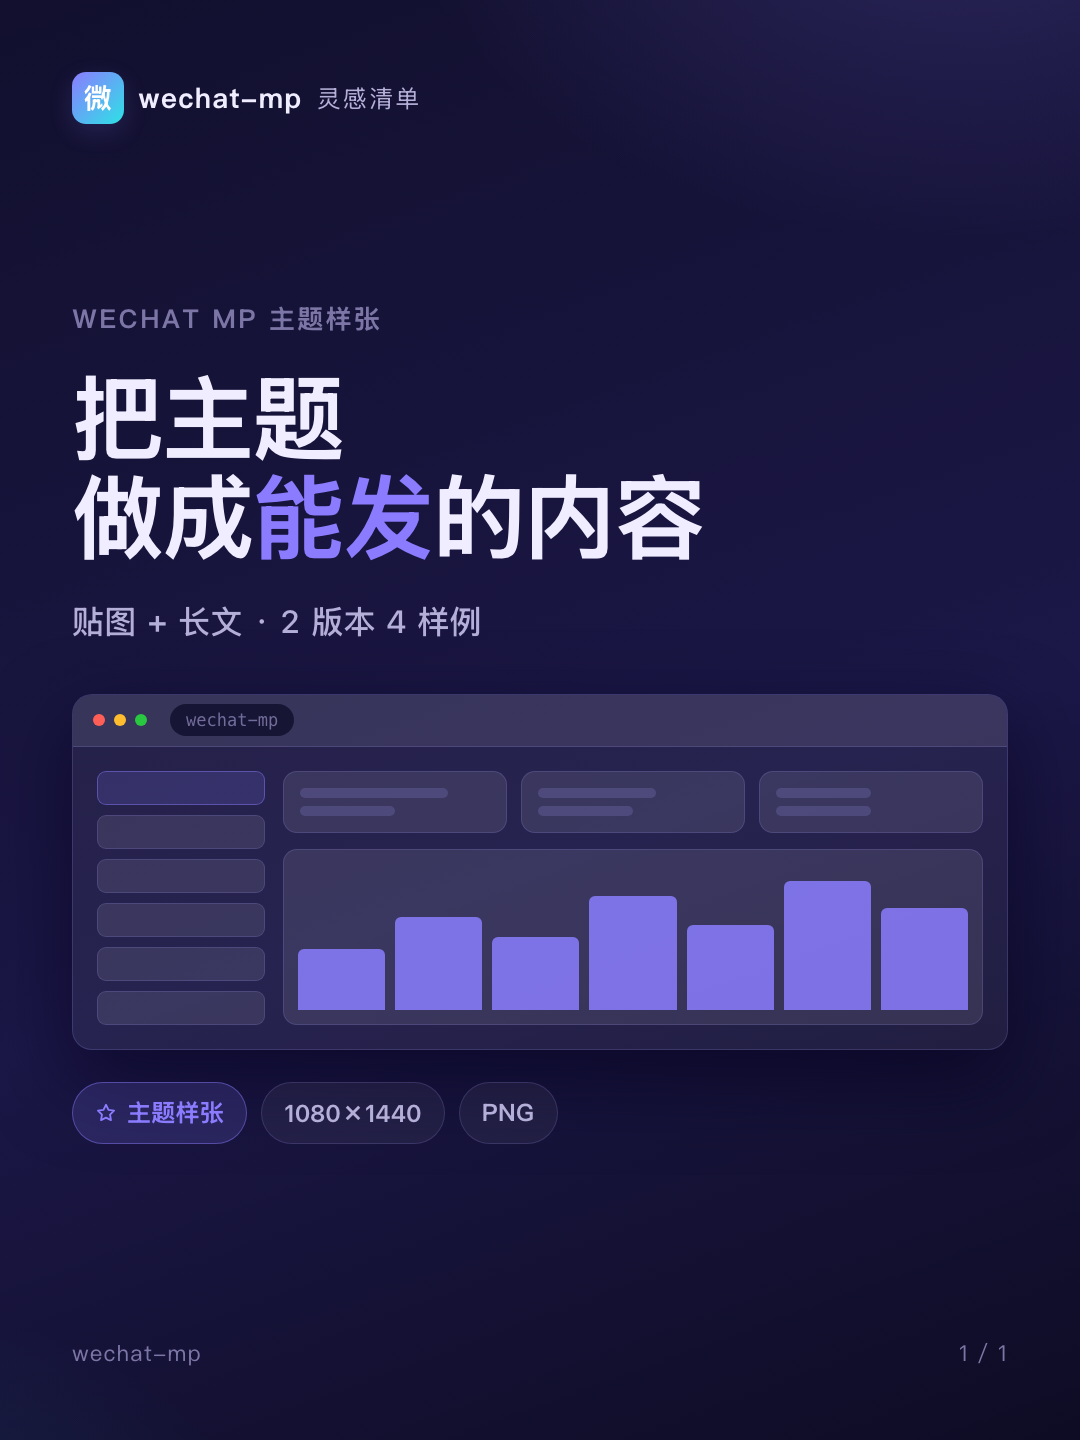 微 wechat-mp 灵感清单
WECHAT MP 主题样张
把主题
做成能发的内容
贴图 + 长文 · 2 版本 4 样例
wechat-mp
主题样张 1080×1440 PNG
wechat-mp 1 / 1